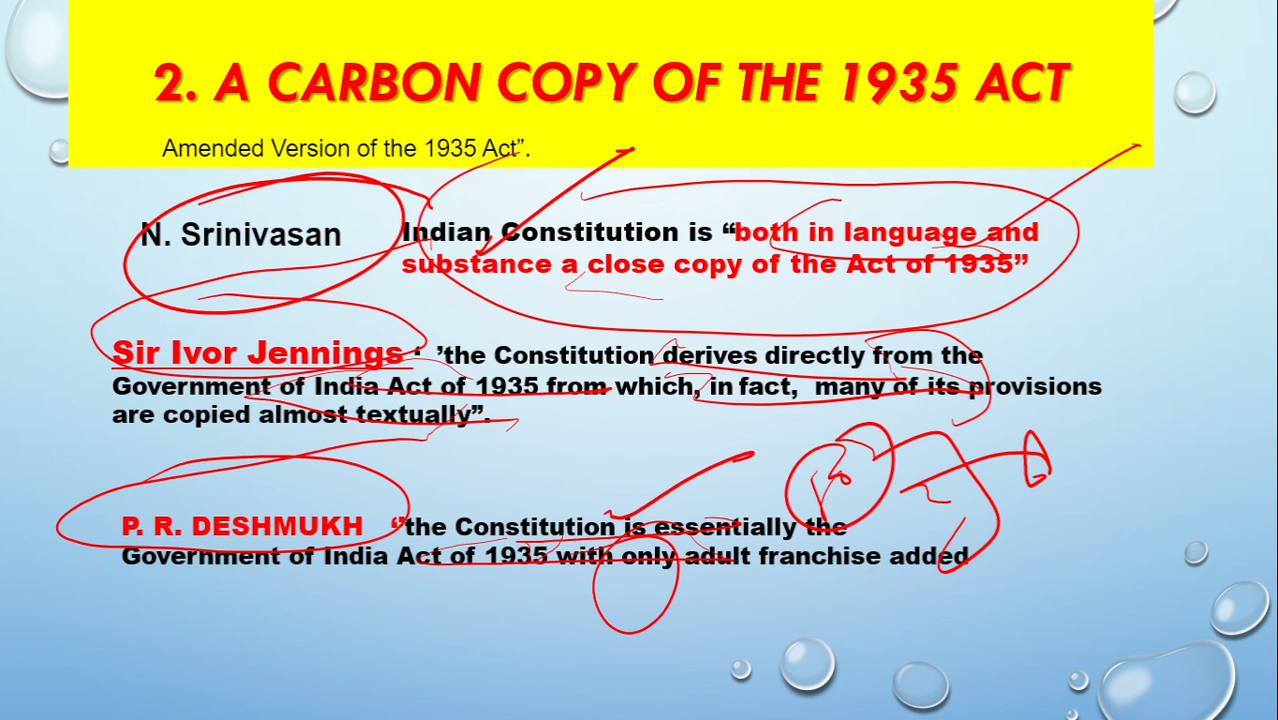 2. A CARBON COPY OF THE 1935 ACT
Amended Version of the 1935 Act”.
N. Srinivasan
Indian Constitution is “both in language and
substance a close copy of the Act of 1935”
Sir Ivor Jennings ‘ ’the Constitution derives directly from the
Government of India Act of 1935 from which, in fact, many of its provisions
are copied almost textually”.
P. R. DESHMUKH ‘’the Constitution is essentially the
Government of India Act of 1935 with only adult franchise added